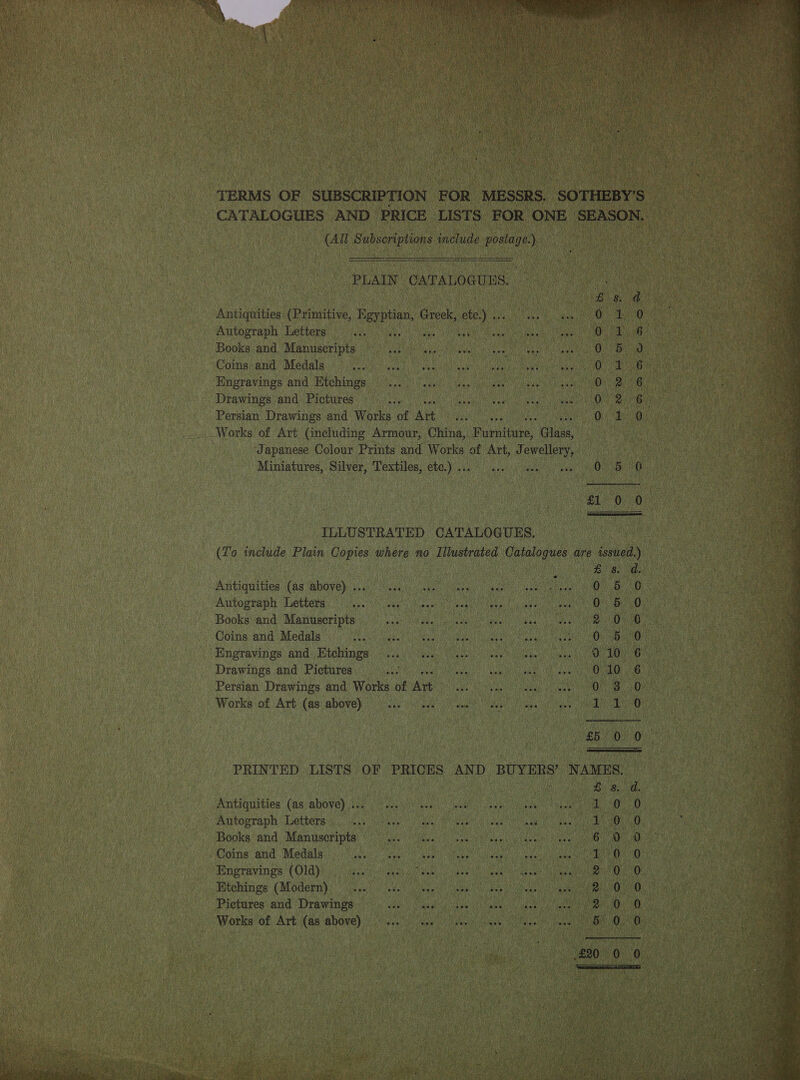 TERMS OF SUBSCRIPTION FOR MESSRS. SOTHEBY'S
CATALOGUES AND PRICE LISTS FOR ONE SEASON.
(All Subscriptions include postage.)
PLAIN CATALOGUES.
£ s. d
Antiquities (Primitive, Egyptian, Greek, etc.) ... ... ... 0 1 0
Autograph Letters ... ... ... ... ... ... ... 0 1 6
Books and Manuscripts ... ... ... ... ... ... 0 5 0
Coins and Medals ... ... ... ... ... ... ... 0 1 6
Engravings and Etchings ... ... ... ... ... ... 0 2 6
Drawings and Pictures ... ... ... ... ... ... 0 2 6
Persian Drawings and Works of Art ... ... ... ... 0 1 0
Works of Art (including Armour, China, Furniture, Glass,
Japanese Colour Prints and Works of Art, Jewellery,
Miniatures, Silver, Textiles, etc.) ... ... ... ... 0 5 0
£1 0 0
ILLUSTRATED CATALOGUES.
(To include Plain Copies where no Illustrated Catalogues are issued.)
£ s. d.
Antiquities (as above) ... ... ... ... ... ... ... 0 5 0
Autograph Letters ... ... ... ... ... ... ... 0 5 0
Books and Manuscripts ... ... ... ... ... ... 2 0 0
Coins and Medals ... ... ... ... ... ... ... 0 5 0
Engravings and Etchings ... ... ... ... ... ... 0 10 6
Drawings and Pictures ... ... ... ... ... ... 0 10 6
Persian Drawings and Works of Art ... ... ... ... 0 3 0
Works of Art (as above) ... ... ... ... ... ... 1 1 0
£5 0 0
PRINTED LISTS OF PRICES AND BUYERS' NAMES.
£ s. d.
Antiquities (as above) ... ... ... ... ... ... ... 1 0 0
Autograph Letters ... ... ... ... ... ... ... 1 0 0
Books and Manuscripts ... ... ... ... ... ... 6 0 0
Coins and Medals ... ... ... ... ... ... ... 1 0 0
Engravings (Old) ... ... ... ... ... ... ... 2 0 0
Etchings (Modern) ... ... ... ... ... ... ... 2 0 0
Pictures and Drawings ... ... ... ... ... ... 2 0 0
Works of Art (as above) ... ... ... ... ... ... 5 0 0
£20 0 0